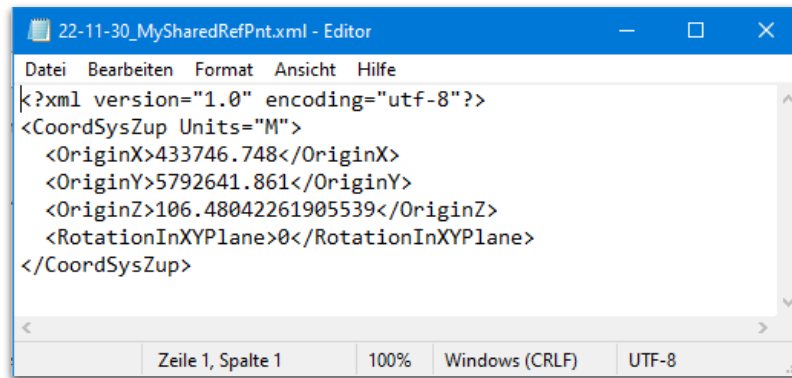 22-11-30_MySharedRefPnt.xml - Editor
Datei Bearbeiten Format Ansicht Hilfe
<?xml version="1.0" encoding="utf-8"?>
<CoordSysZup Units="M">
  <OriginX>433746.748</OriginX>
  <OriginY>5792641.861</OriginY>
  <OriginZ>106.48042261905539</OriginZ>
  <RotationInXYPlane>0</RotationInXYPlane>
</CoordSysZup>
Zeile 1, Spalte 1 100% Windows (CRLF) UTF-8